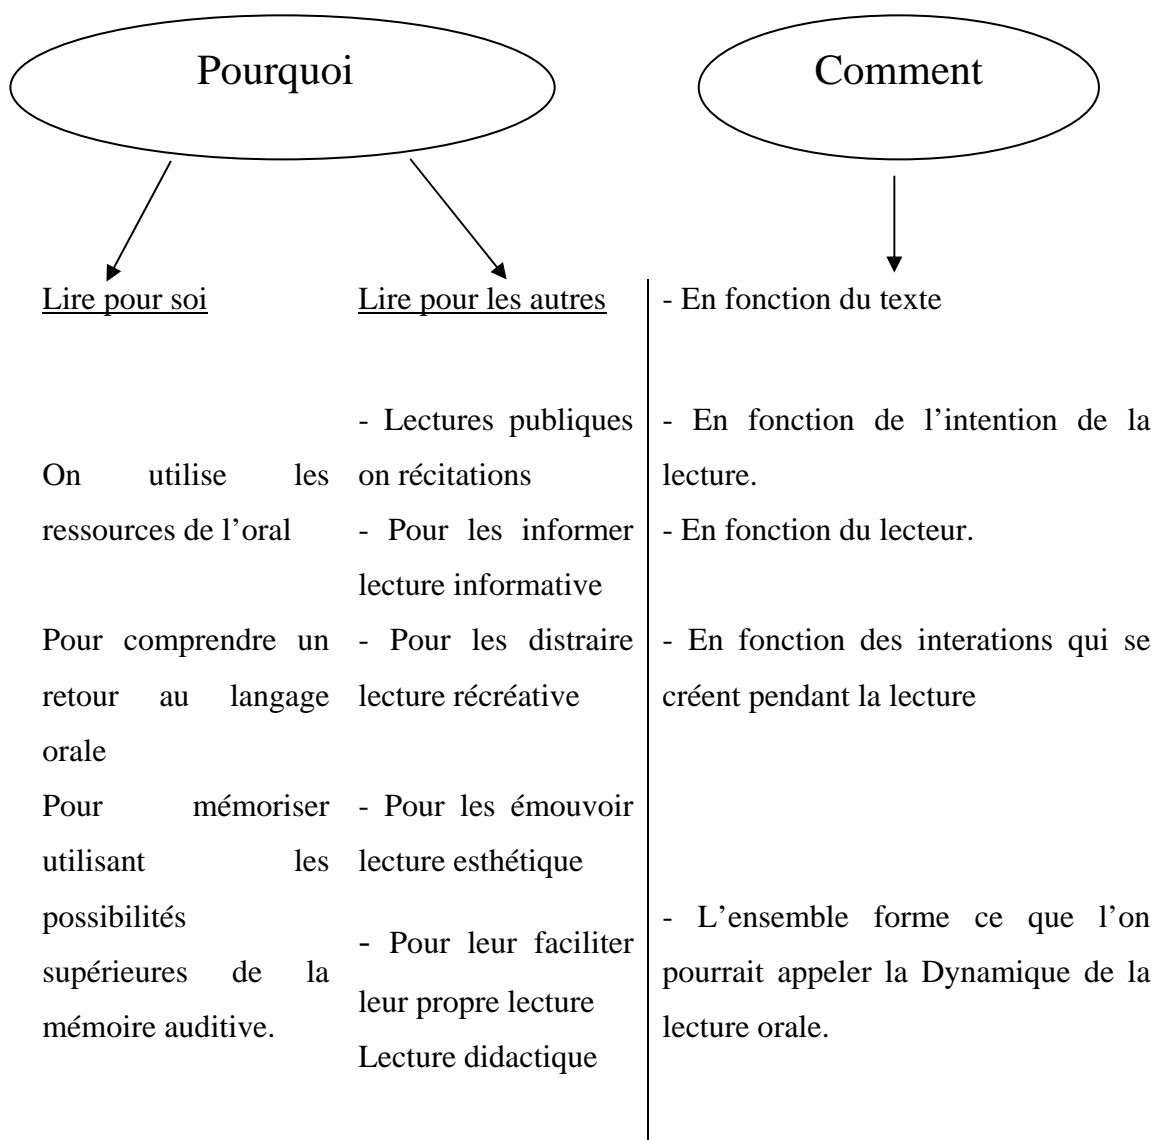 Pourquoi
Comment
Lire pour soi
On utilise les
ressources de l’oral
Pour comprendre un
retour au langage
orale
Pour mémoriser
utilisant les
possibilités
supérieures de la
mémoire auditive.
Lire pour les autres
- Lectures publiques
on récitations
- Pour les informer
lecture informative
- Pour les distraire
lecture récréative
- Pour les émouvoir
lecture esthétique
- Pour leur faciliter
leur propre lecture
Lecture didactique
- En fonction du texte
- En fonction de l’intention de la
lecture.
- En fonction du lecteur.
- En fonction des interations qui se
créent pendant la lecture
- L’ensemble forme ce que l’on
pourrait appeler la Dynamique de la
lecture orale.